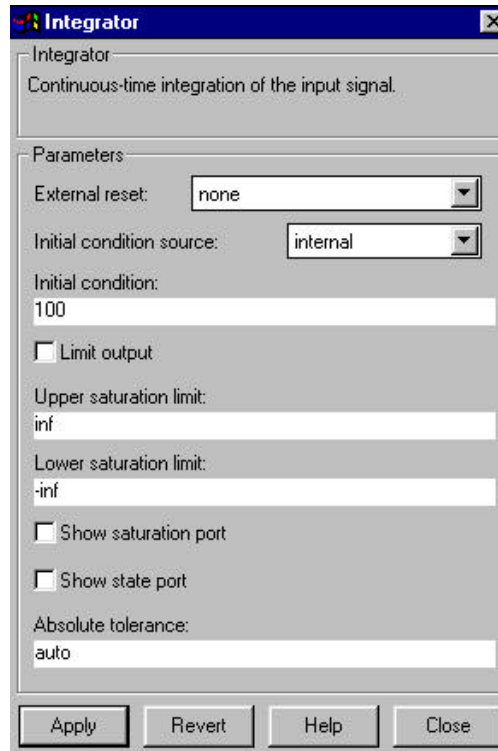 Integrator
Integrator
Continuous-time integration of the input signal.
Parameters
External reset: none
Initial condition source: internal
Initial condition:
100
Limit output
Upper saturation limit:
inf
Lower saturation limit:
-inf
Show saturation port
Show state port
Absolute tolerance:
auto
Apply Revert Help Close